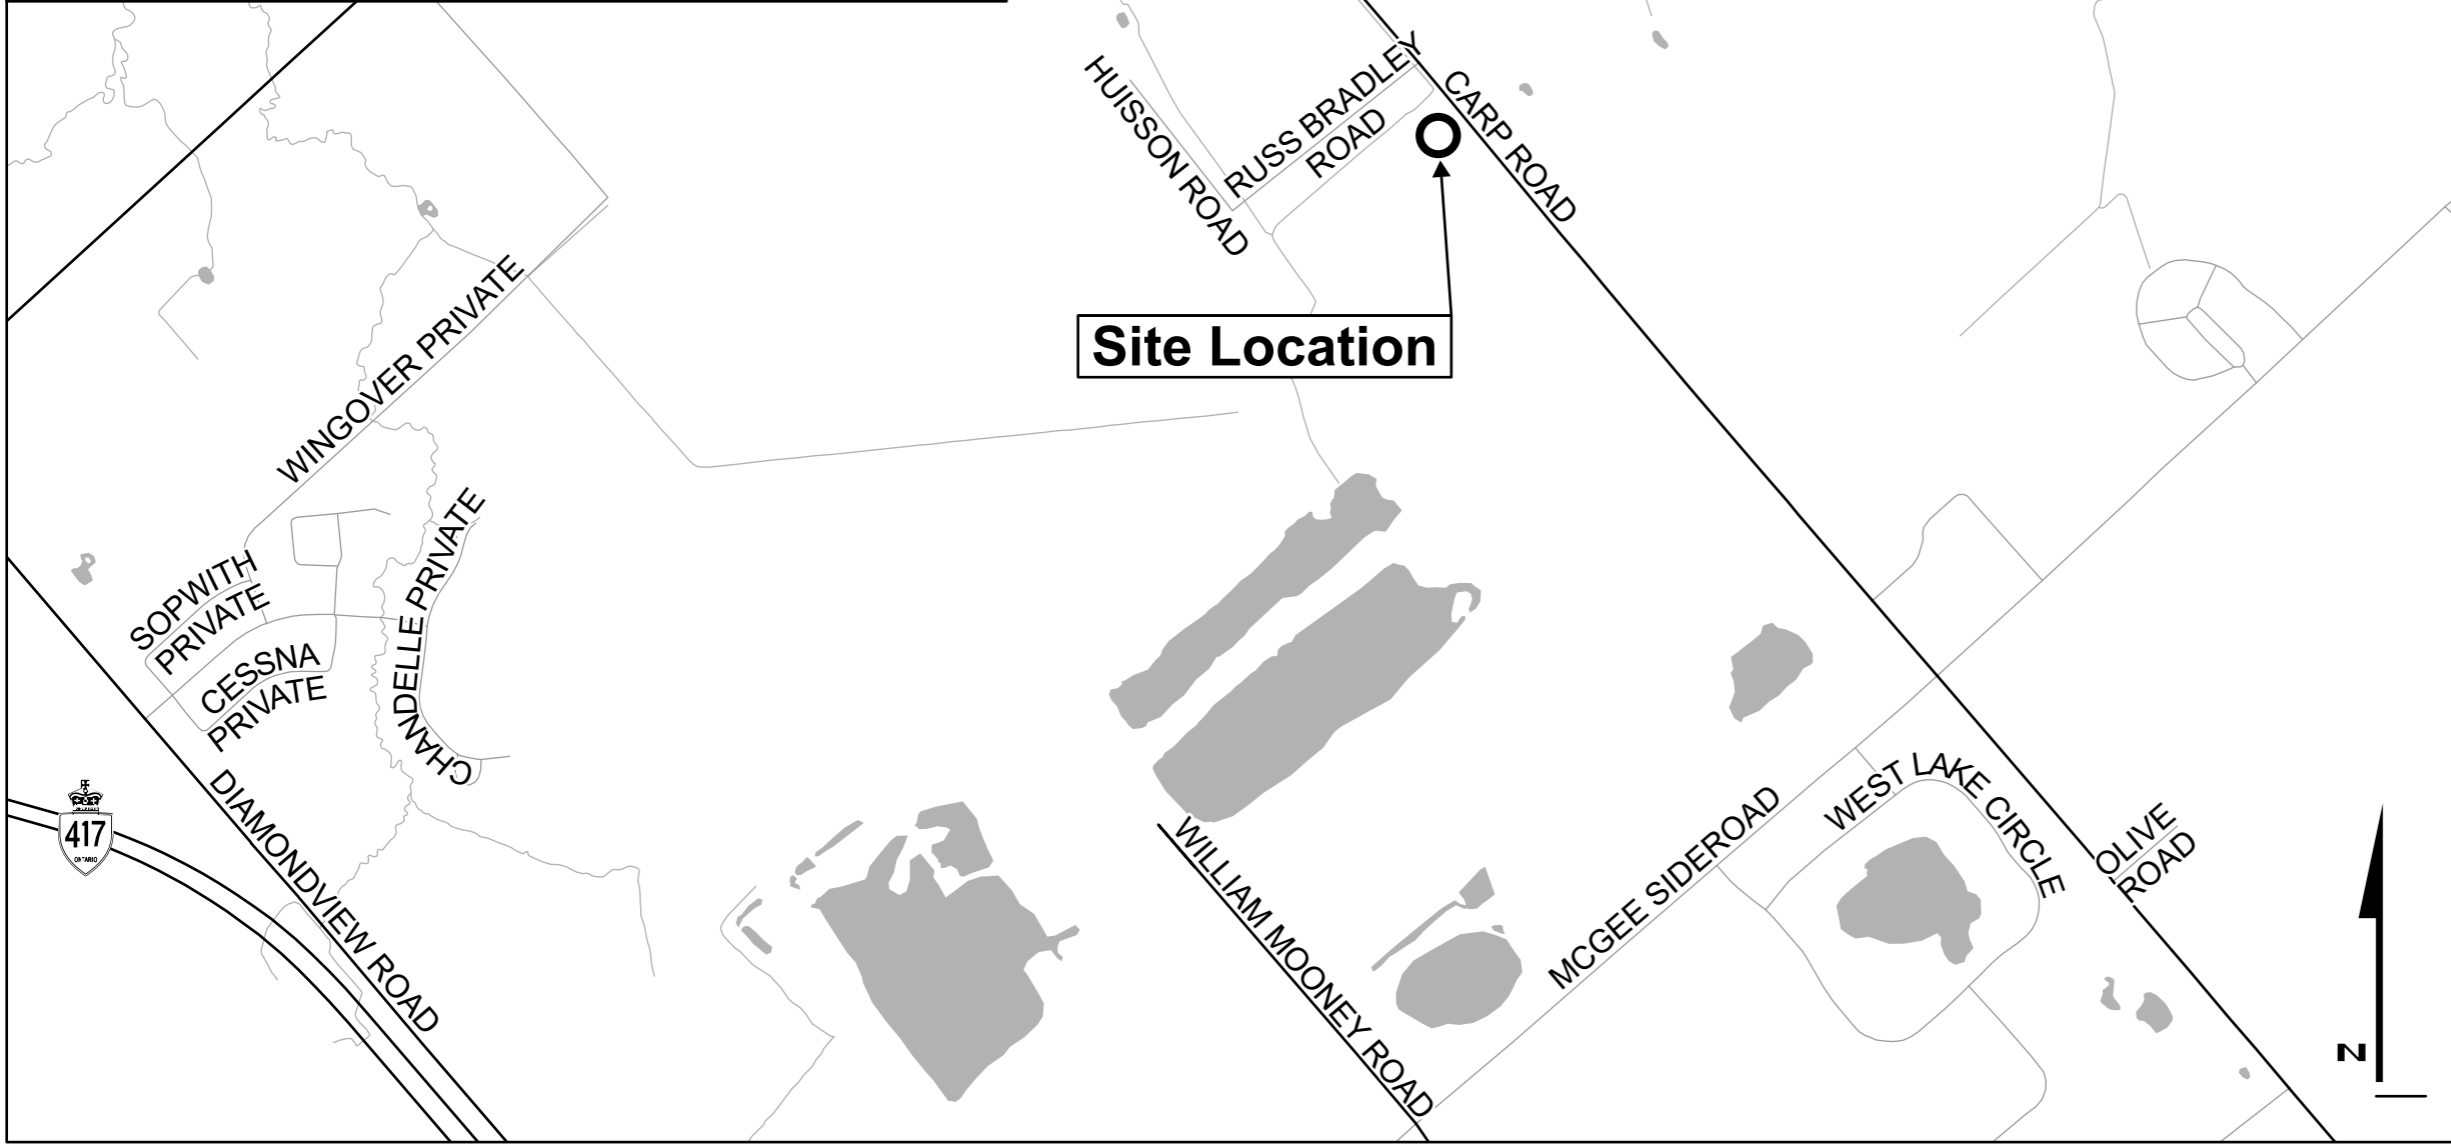 HUISSON ROAD
RUSS BRADLEY
ROAD
CARP ROAD
Site Location
WINGOVER PRIVATE
SOPWITH
PRIVATE
CESSNA
PRIVATE
CHANDELLE PRIVATE
DIAMONDVIEW ROAD
417
ONTARIO
WILLIAM MOONEY ROAD
MCGEE SIDEROAD
WEST LAKE CIRCLE
OLIVE
ROAD
N